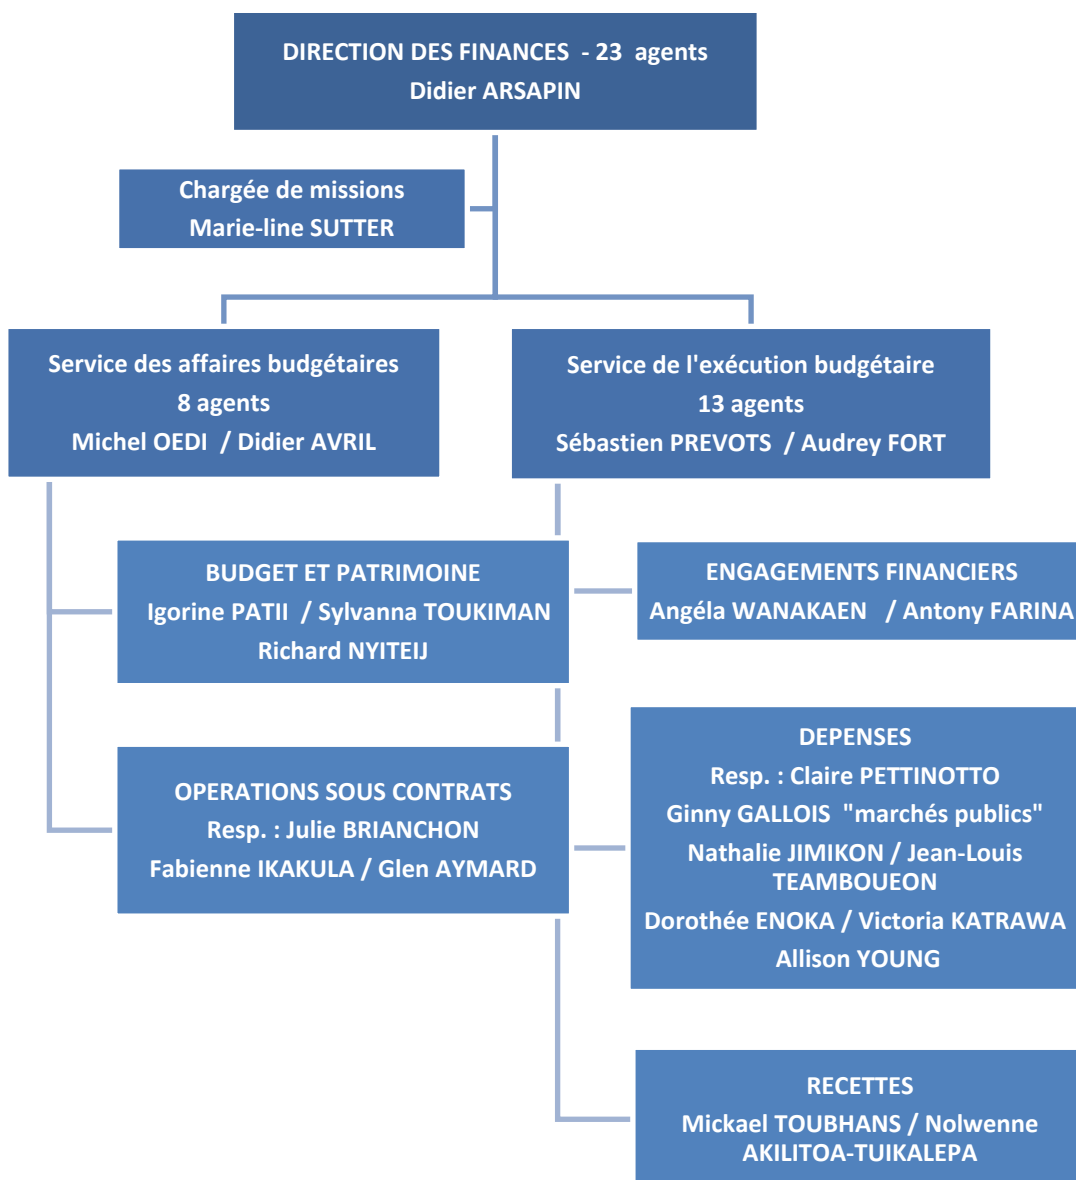 DIRECTION DES FINANCES - 23 agents
Didier ARSAPIN
Chargée de missions
Marie-line SUTTER
Service des affaires budgétaires
8 agents
Michel OEDI / Didier AVRIL
Service de l'exécution budgétaire
13 agents
Sébastien PREVOTS / Audrey FORT
BUDGET ET PATRIMOINE
Igorine PATII / Sylvanna TOUKIMAN
Richard NYITEIJ
OPERATIONS SOUS CONTRATS
Resp. : Julie BRIANCHON
Fabienne IKAKULA / Glen AYMARD
ENGAGEMENTS FINANCIERS
Angéla WANAKAEN / Antony FARINA
DEPENSES
Resp. : Claire PETTINOTTO
Ginny GALLOIS "marchés publics"
Nathalie JIMIKON / Jean-Louis
TEAMBOUEON
Dorothée ENOKA / Victoria KATRAWA
Allison YOUNG
RECETTES
Mickael TOUBHANS / Nolwenne
AKILITOA-TUIKALEPA